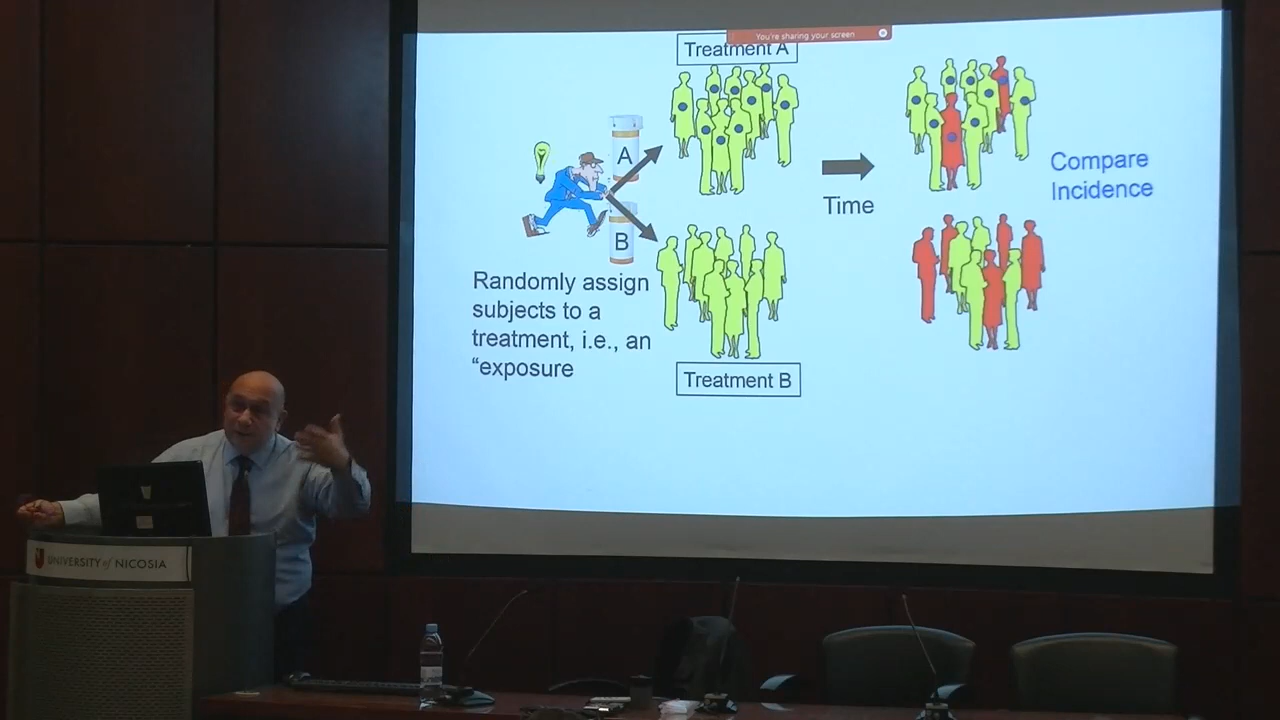 You're sharing your screen
Treatment A
A
B
Time
Compare
Incidence
Randomly assign
subjects to a
treatment, i.e., an
“exposure
Treatment B
UNIVERSITY of NICOSIA